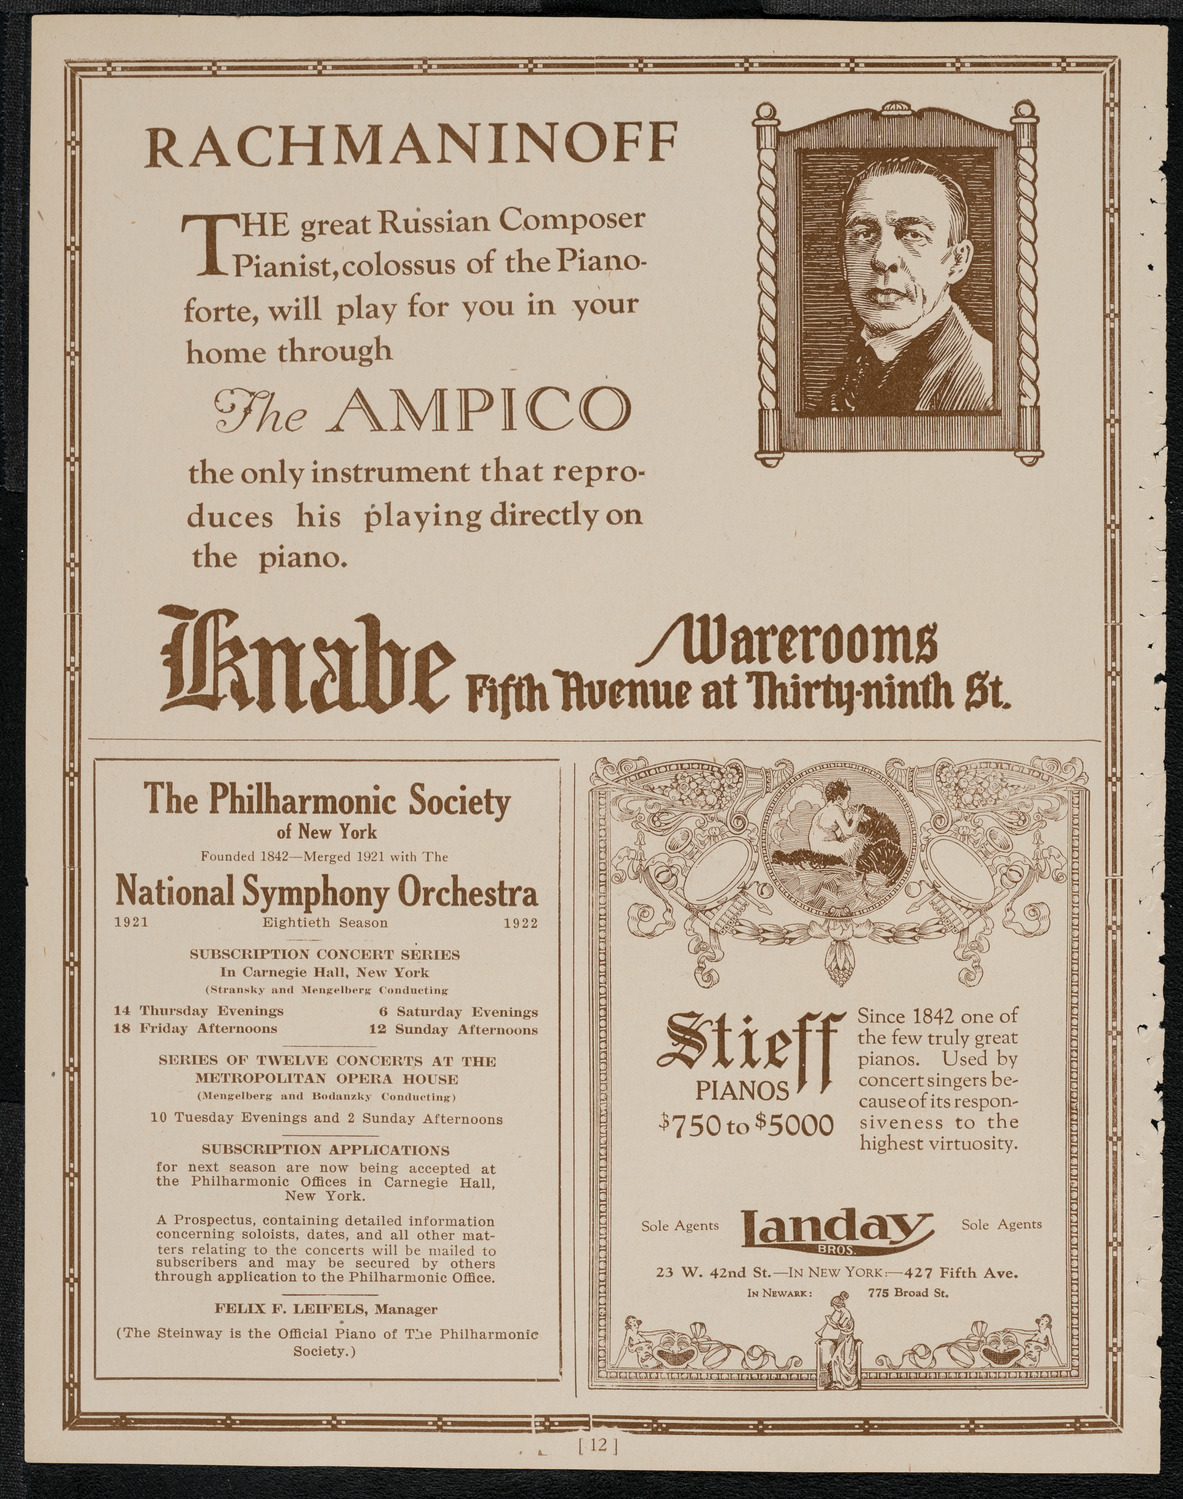 RACHMANINOFF
THE great Russian Composer
Pianist, colossus of the Piano-
forte, will play for you in your
home through
The AMPICO
the only instrument that repro-
duces his playing directly on
the piano.
Knabe Warerooms
Fifth Avenue at Thirty-ninth St.
The Philharmonic Society
of New York
Founded 1842—Merged 1921 with The
National Symphony Orchestra
1921 Eightieth Season 1922
SUBSCRIPTION CONCERT SERIES
In Carnegie Hall, New York
(Stransky and Mengelberg Conducting
14 Thursday Evenings 6 Saturday Evenings
18 Friday Afternoons 12 Sunday Afternoons
SERIES OF TWELVE CONCERTS AT THE
METROPOLITAN OPERA HOUSE
(Mengelberg and Bodanzky Conducting)
10 Tuesday Evenings and 2 Sunday Afternoons
SUBSCRIPTION APPLICATIONS
for next season are now being accepted at
the Philharmonic Offices in Carnegie Hall,
New York.
A Prospectus, containing detailed information
concerning soloists, dates, and all other mat-
ters relating to the concerts will be mailed to
subscribers and may be secured by others
through application to the Philharmonic Office.
FELIX F. LEIFELS, Manager
(The Steinway is the Official Piano of The Philharmonic
Society.)
Stieff
PIANOS
$750 to $5000
Since 1842 one of
the few truly great
pianos. Used by
concert singers be-
cause of its respon-
siveness to the
highest virtuosity.
Sole Agents Landay Sole Agents
BROS.
23 W. 42nd St.—IN NEW YORK:—427 Fifth Ave.
IN NEWARK: 775 Broad St.
[ 12 ]